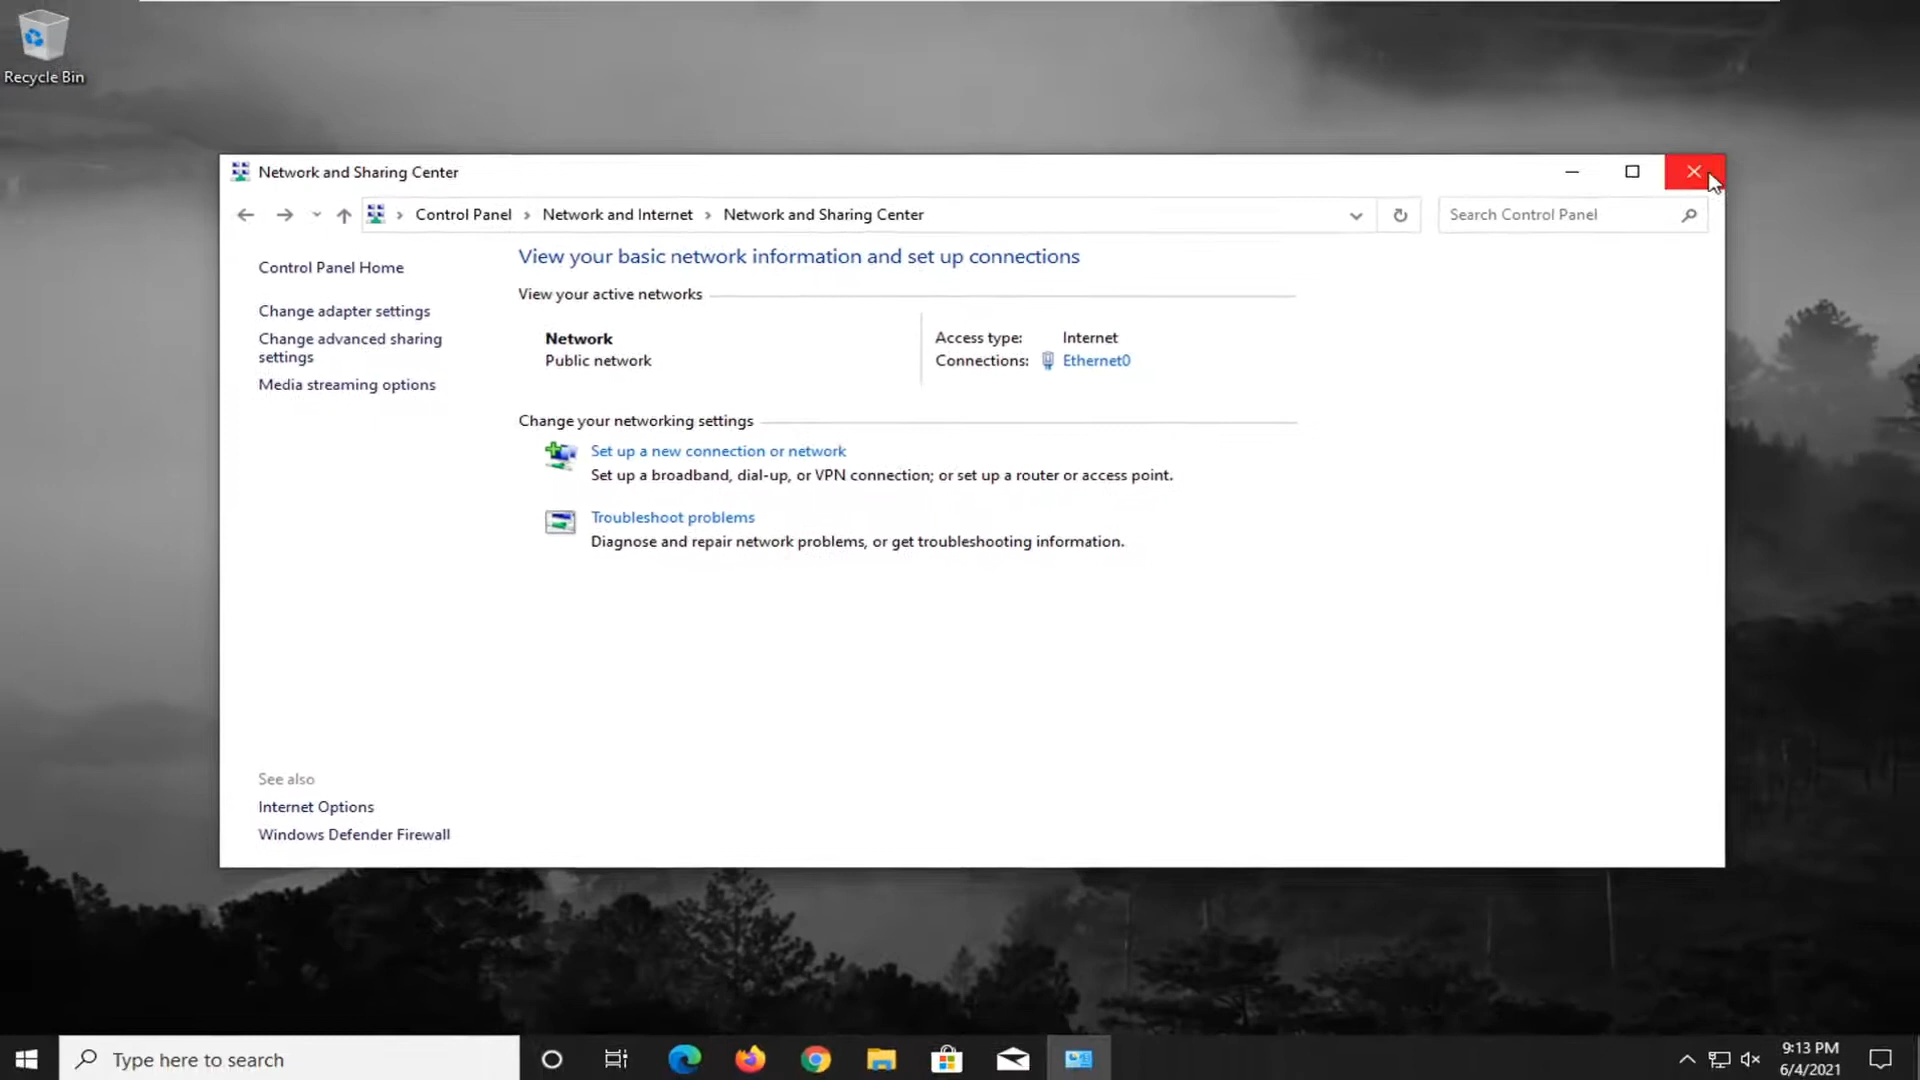 Recycle Bin
Network and Sharing Center
Control Panel > Network and Internet > Network and Sharing Center
Search Control Panel
Control Panel Home
Change adapter settings
Change advanced sharing
settings
Media streaming options
View your basic network information and set up connections
View your active networks
Network
Public network
Access type: Internet
Connections: Ethernet0
Change your networking settings
Set up a new connection or network
Set up a broadband, dial-up, or VPN connection; or set up a router or access point.
Troubleshoot problems
Diagnose and repair network problems, or get troubleshooting information.
See also
Internet Options
Windows Defender Firewall
Type here to search
9:13 PM
6/4/2021